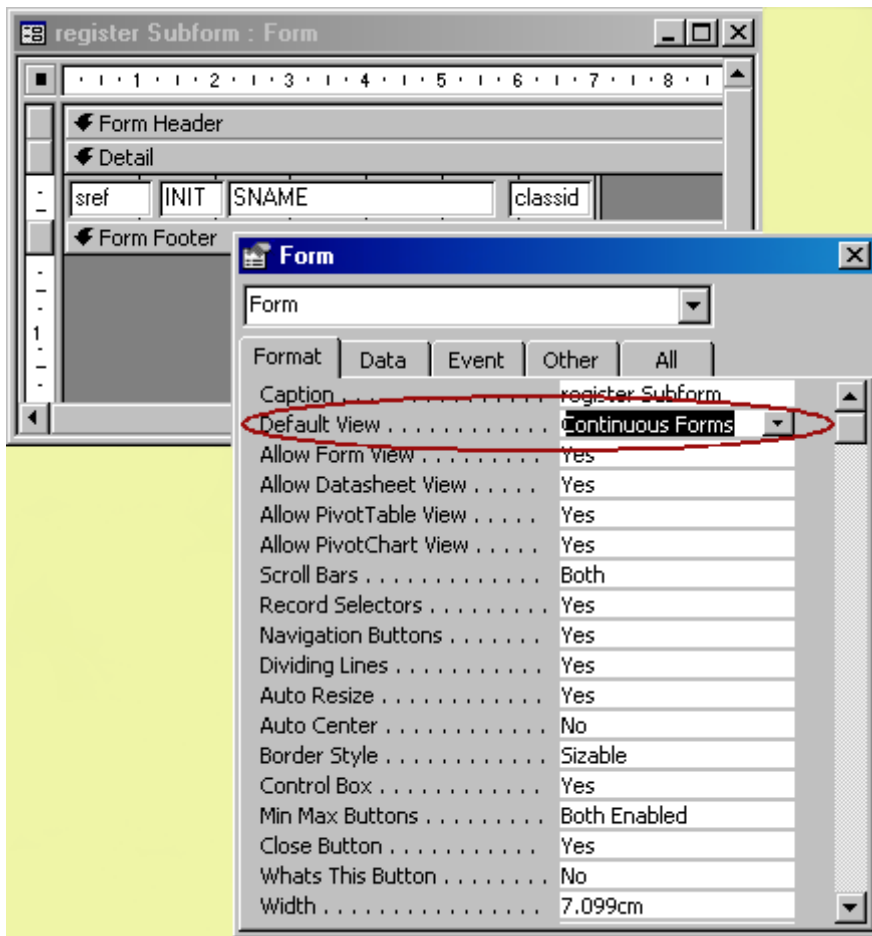 register Subform : Form
1 2 3 4 5 6 7 8
Form Header
Detail
sref INIT SNAME classid
Form Footer
1
Form
Form
Format Data Event Other All
Caption . . . . . . . . . . . . . . . . register Subform
Default View . . . . . . . . . . . . Continuous Forms
Allow Form View . . . . . . . . Yes
Allow Datasheet View . . . . . Yes
Allow PivotTable View . . . . . Yes
Allow PivotChart View . . . . . Yes
Scroll Bars . . . . . . . . . . . . . Both
Record Selectors . . . . . . . . . Yes
Navigation Buttons . . . . . . . Yes
Dividing Lines . . . . . . . . . . . Yes
Auto Resize . . . . . . . . . . . . Yes
Auto Center . . . . . . . . . . . . No
Border Style . . . . . . . . . . . . Sizable
Control Box . . . . . . . . . . . . Yes
Min Max Buttons . . . . . . . . . Both Enabled
Close Button . . . . . . . . . . . Yes
Whats This Button . . . . . . . . No
Width . . . . . . . . . . . . . . . . 7.099cm